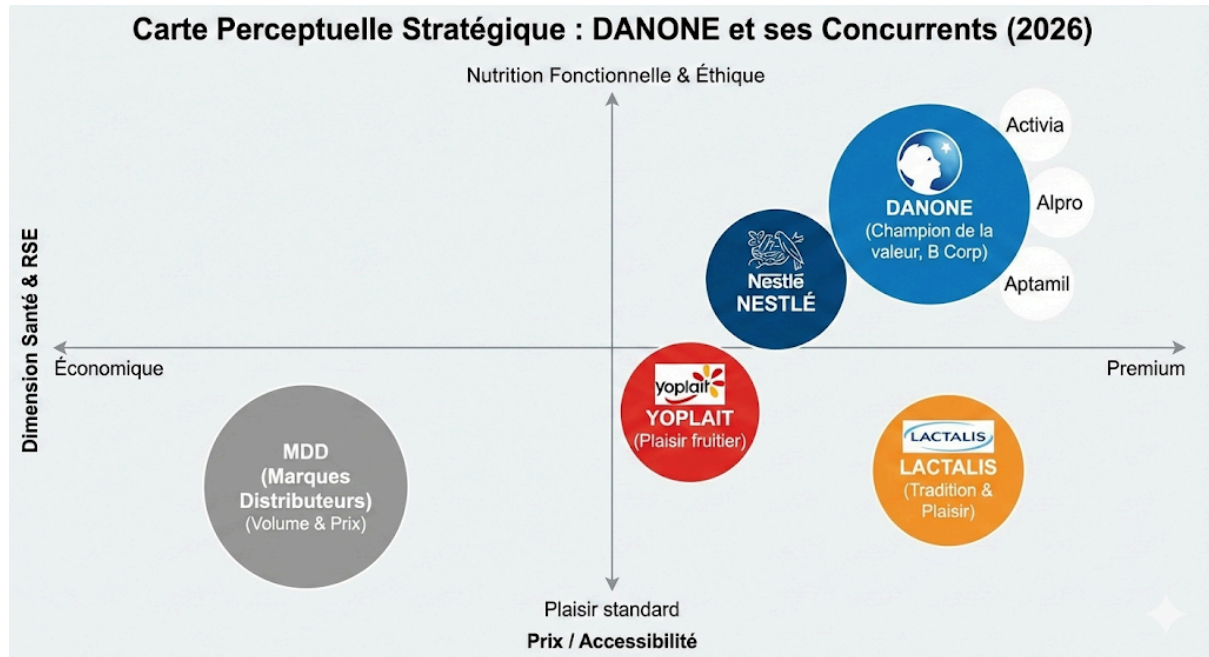 Carte Perceptuelle Stratégique : DANONE et ses Concurrents (2026)
Nutrition Fonctionnelle & Éthique
Activia
DANONE
(Champion de la
valeur, B Corp)
Alpro
Aptamil
Nestlé
NESTLÉ
Dimension Santé & RSE
Économique
Premium
yoplait
YOPLAIT
(Plaisir fruitier)
LACTALIS
LACTALIS
(Tradition &
Plaisir)
MDD
(Marques
Distributeurs)
(Volume & Prix)
Plaisir standard
Prix / Accessibilité